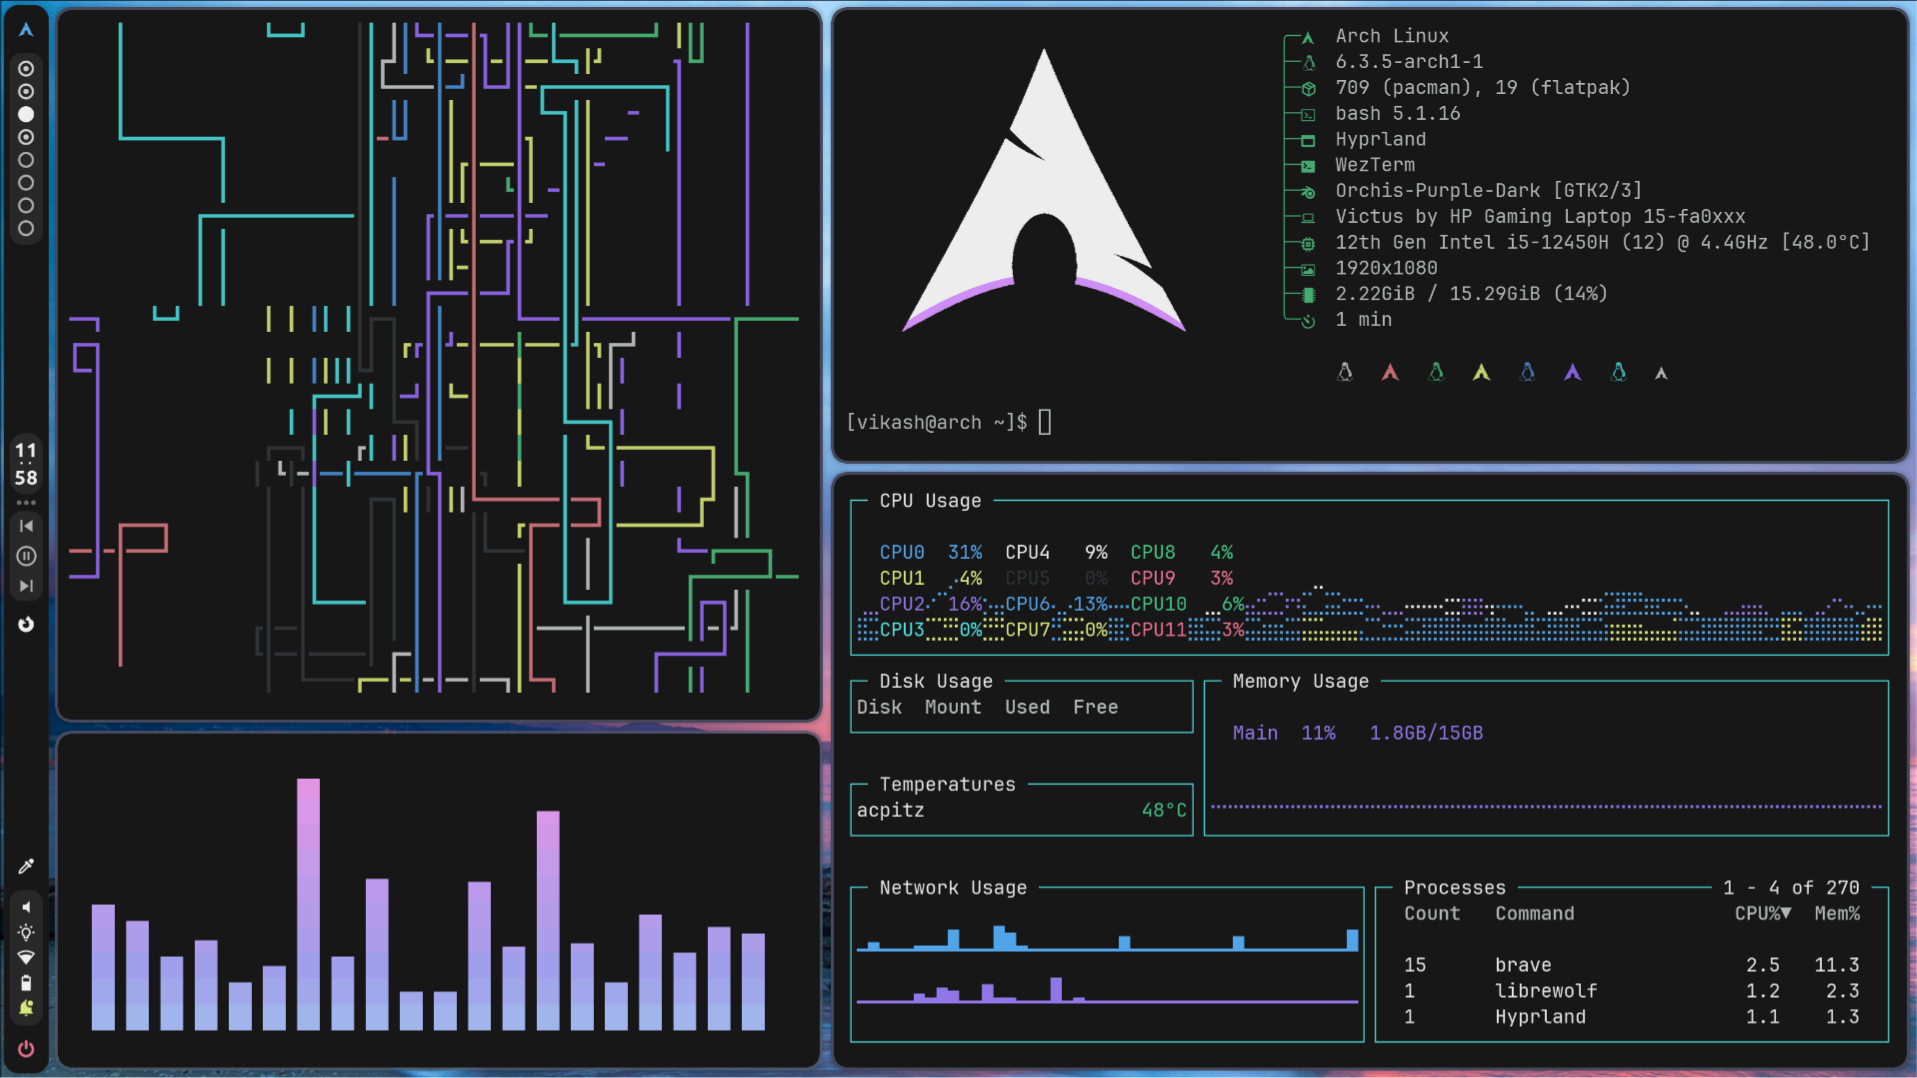 11
58
Arch Linux
6.3.5-arch1-1
709 (pacman), 19 (flatpak)
bash 5.1.16
Hyprland
WezTerm
Orchis-Purple-Dark [GTK2/3]
Victus by HP Gaming Laptop 15-fa0xxx
12th Gen Intel i5-12450H (12) @ 4.4GHz [48.0°C]
1920x1080
2.22GiB / 15.29GiB (14%)
1 min
[vikash@arch ~]$
CPU Usage
CPU0 31% CPU4 9% CPU8 4%
CPU1 4% CPU5 0% CPU9 3%
CPU2 16% CPU6 13% CPU10 6%
CPU3 0% CPU7 0% CPU11 3%
Disk Usage
Disk Mount Used Free
Memory Usage
Main 11% 1.8GB/15GB
Temperatures
acpitz 48°C
Network Usage
Processes 1 - 4 of 270
Count Command CPU%▼ Mem%
15 brave 2.5 11.3
1 librewolf 1.2 2.3
1 Hyprland 1.1 1.3